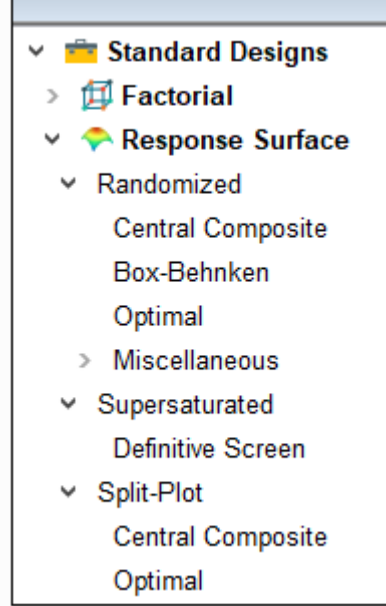 Standard Designs
Factorial
Response Surface
Randomized
Central Composite
Box-Behnken
Optimal
Miscellaneous
Supersaturated
Definitive Screen
Split-Plot
Central Composite
Optimal